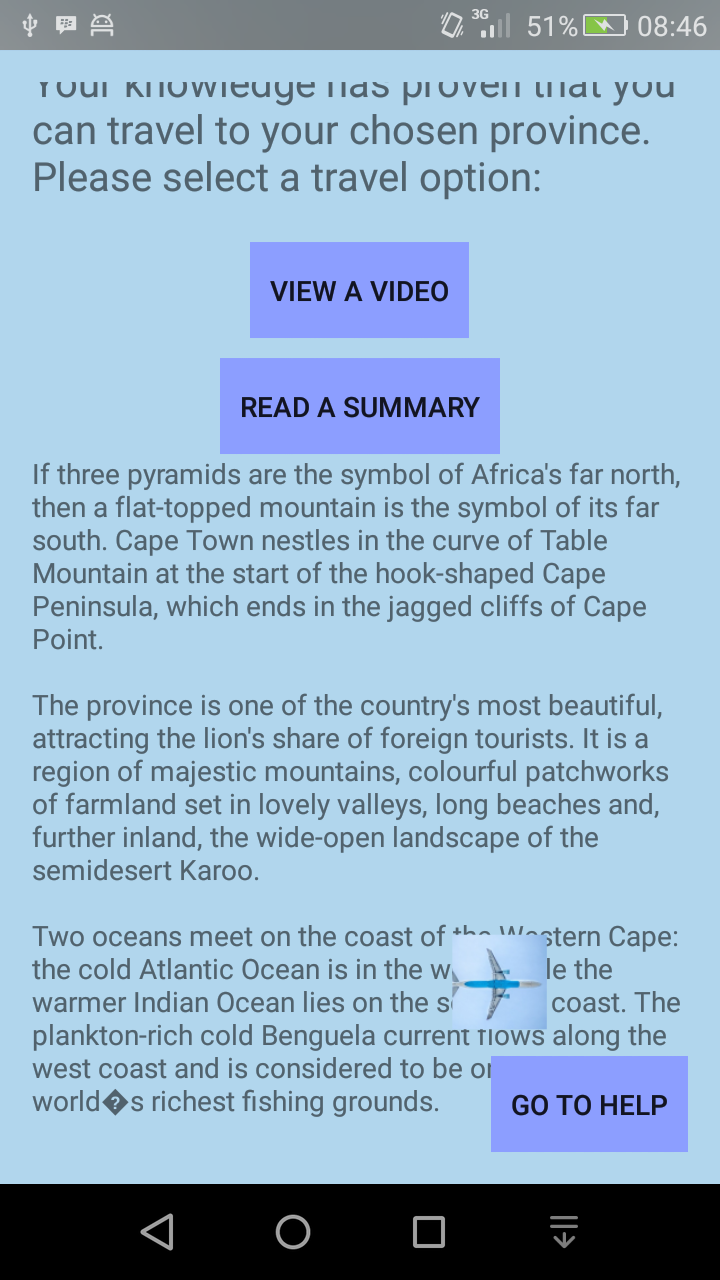 3G 51% 08:46
Your knowledge has proven that you
can travel to your chosen province.
Please select a travel option:
VIEW A VIDEO
READ A SUMMARY
If three pyramids are the symbol of Africa's far north,
then a flat-topped mountain is the symbol of its far
south. Cape Town nestles in the curve of Table
Mountain at the start of the hook-shaped Cape
Peninsula, which ends in the jagged cliffs of Cape
Point.
The province is one of the country's most beautiful,
attracting the lion's share of foreign tourists. It is a
region of majestic mountains, colourful patchworks
of farmland set in lovely valleys, long beaches and,
further inland, the wide-open landscape of the
semidesert Karoo.
Two oceans meet on the coast of the Western Cape:
the cold Atlantic Ocean is in the w le the
warmer Indian Ocean lies on the s coast. The
plankton-rich cold Benguela current flows along the
west coast and is considered to be
world�s richest fishing grounds.
GO TO HELP